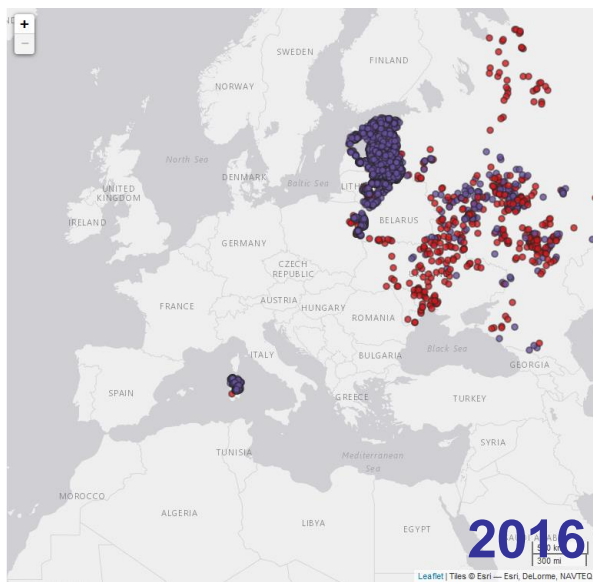 +
−
SWEDEN
FINLAND
NORWAY
North Sea
DENMARK
Baltic Sea
LITH
UNITED
KINGDOM
IRELAND
BELARUS
GERMANY
CZECH
REPUBLIC
FRANCE
AUSTRIA
HUNGARY
ROMANIA
ITALY
BULGARIA
Black Sea
GEORGIA
SPAIN
GREECE
TURKEY
TUNISIA
Mediterranean
Sea
SYRIA
MOROCCO
ALGERIA
LIBYA
EGYPT
2016
300 mi
Leaflet | Tiles © Esri — Esri, DeLorme, NAVTEQ